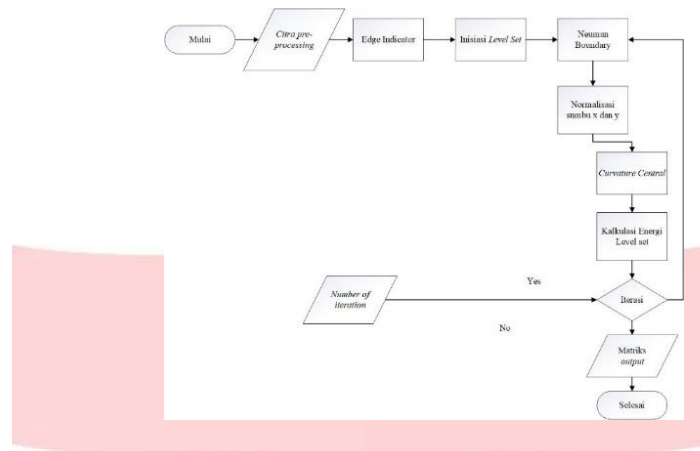 Mulai
Citra pre-
processing
Edge Indicator
Inisiasi Level Set
Neuman
Boundary
Normalisasi
sumbu x dan y
Curvature Central
Kalkulasi Energi
Level set
Number of
iteration
Yes
Iterasi
No
Matriks
output
Selesai